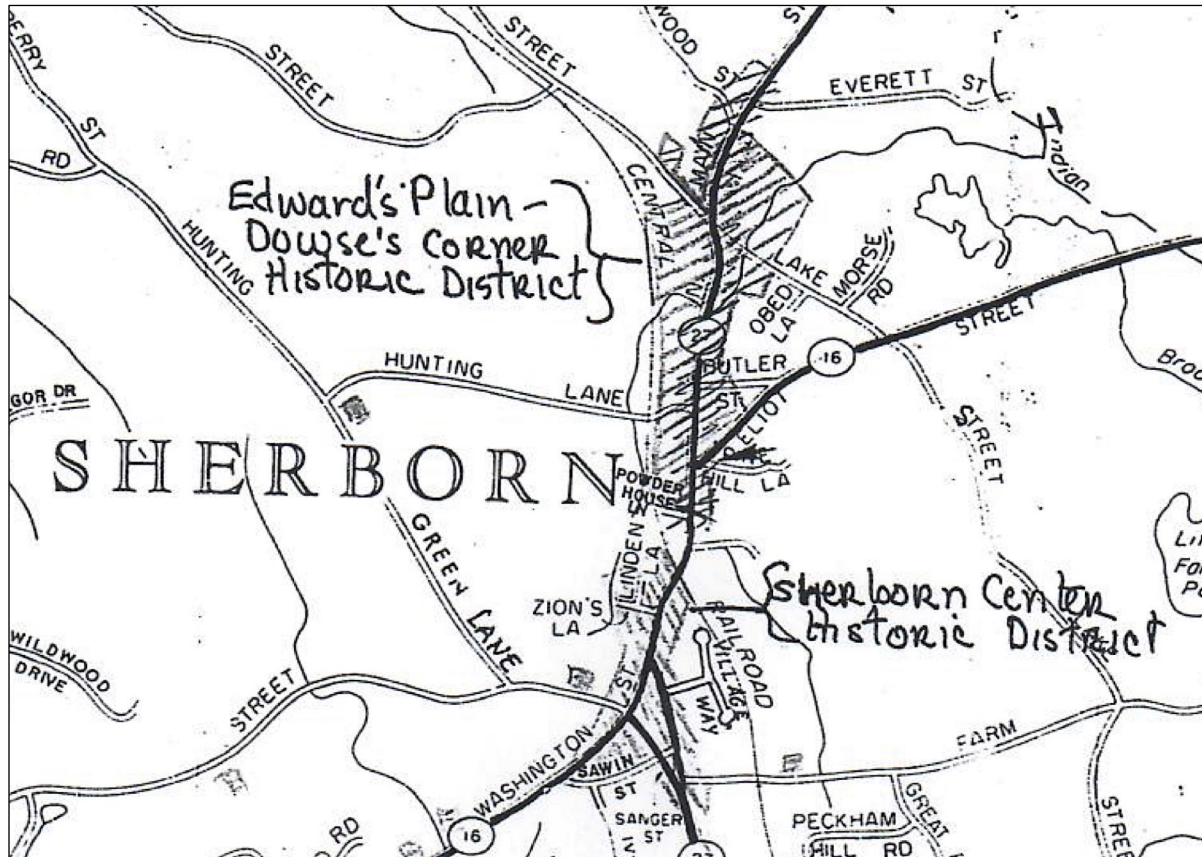 STREET
WOOD ST
EVERETT ST
STREET
ST
RD
HUNTING
Edward's Plain -
Dowse's Corner
Historic District
CENTRAL
MAIN
Indian
LAKE
MORSE
RD
OBED
LA
STREET
27
16
BUTLER
ST
HUNTING LANE
ELIOT
GOR DR
STREET
SHERBORN
HILL LA
POWDER
HOUSE
LN
GREEN LANE
LINDEN
LA
ZION'S
LA
Sherborn Center
Historic District
RAILROAD
VILLAGE
WAY
WILDWOOD
DRIVE
STREET
ST
WASHINGTON
FARM
SAWIN
ST
SANGER
ST
PECKHAM
HILL RD
GREAT
16
RD
27